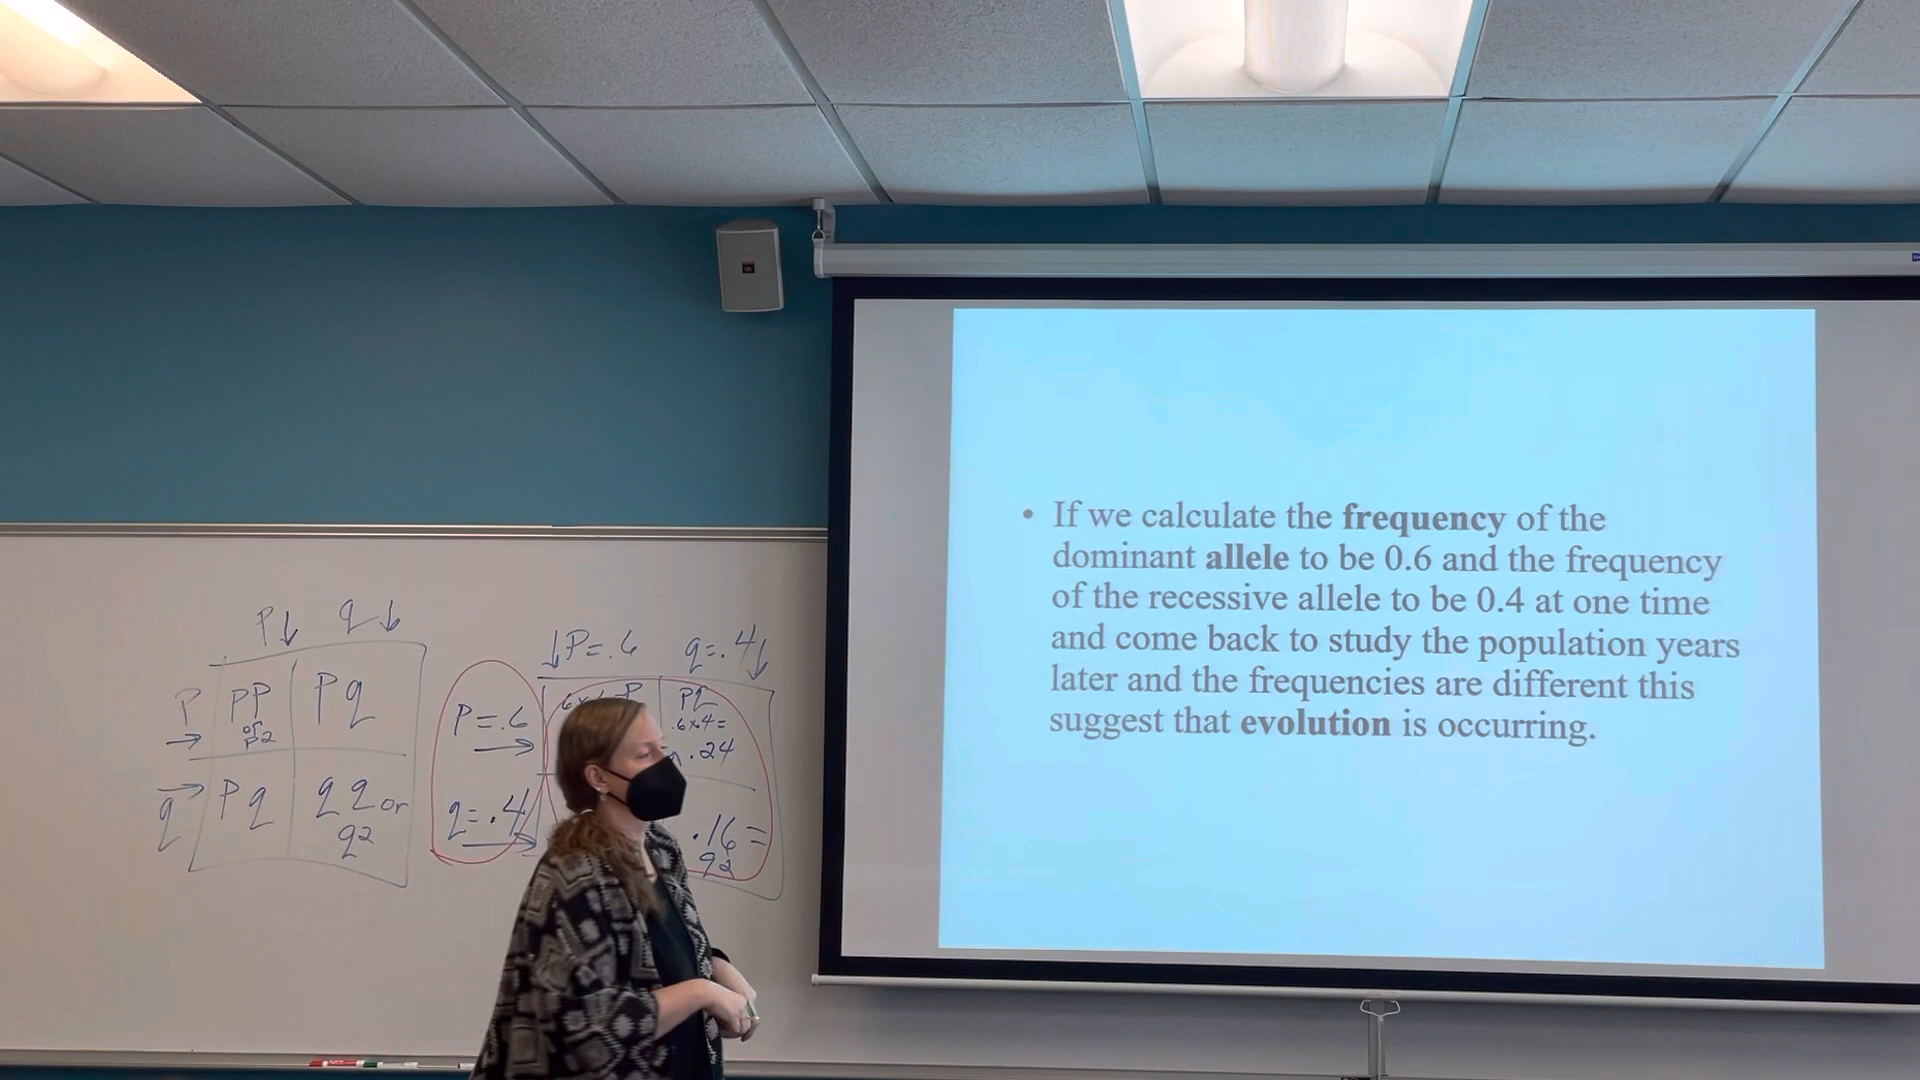 • If we calculate the frequency of the
dominant allele to be 0.6 and the frequency
of the recessive allele to be 0.4 at one time
and come back to study the population years
later and the frequencies are different this
suggest that evolution is occurring.
P↓ q↓
P → PP or P2 Pq
q → Pq qq or q2
↓P=.6 q=.4↓
P=.6 → Pq
.6x.4=
.24
q=.4 → .16=
q2